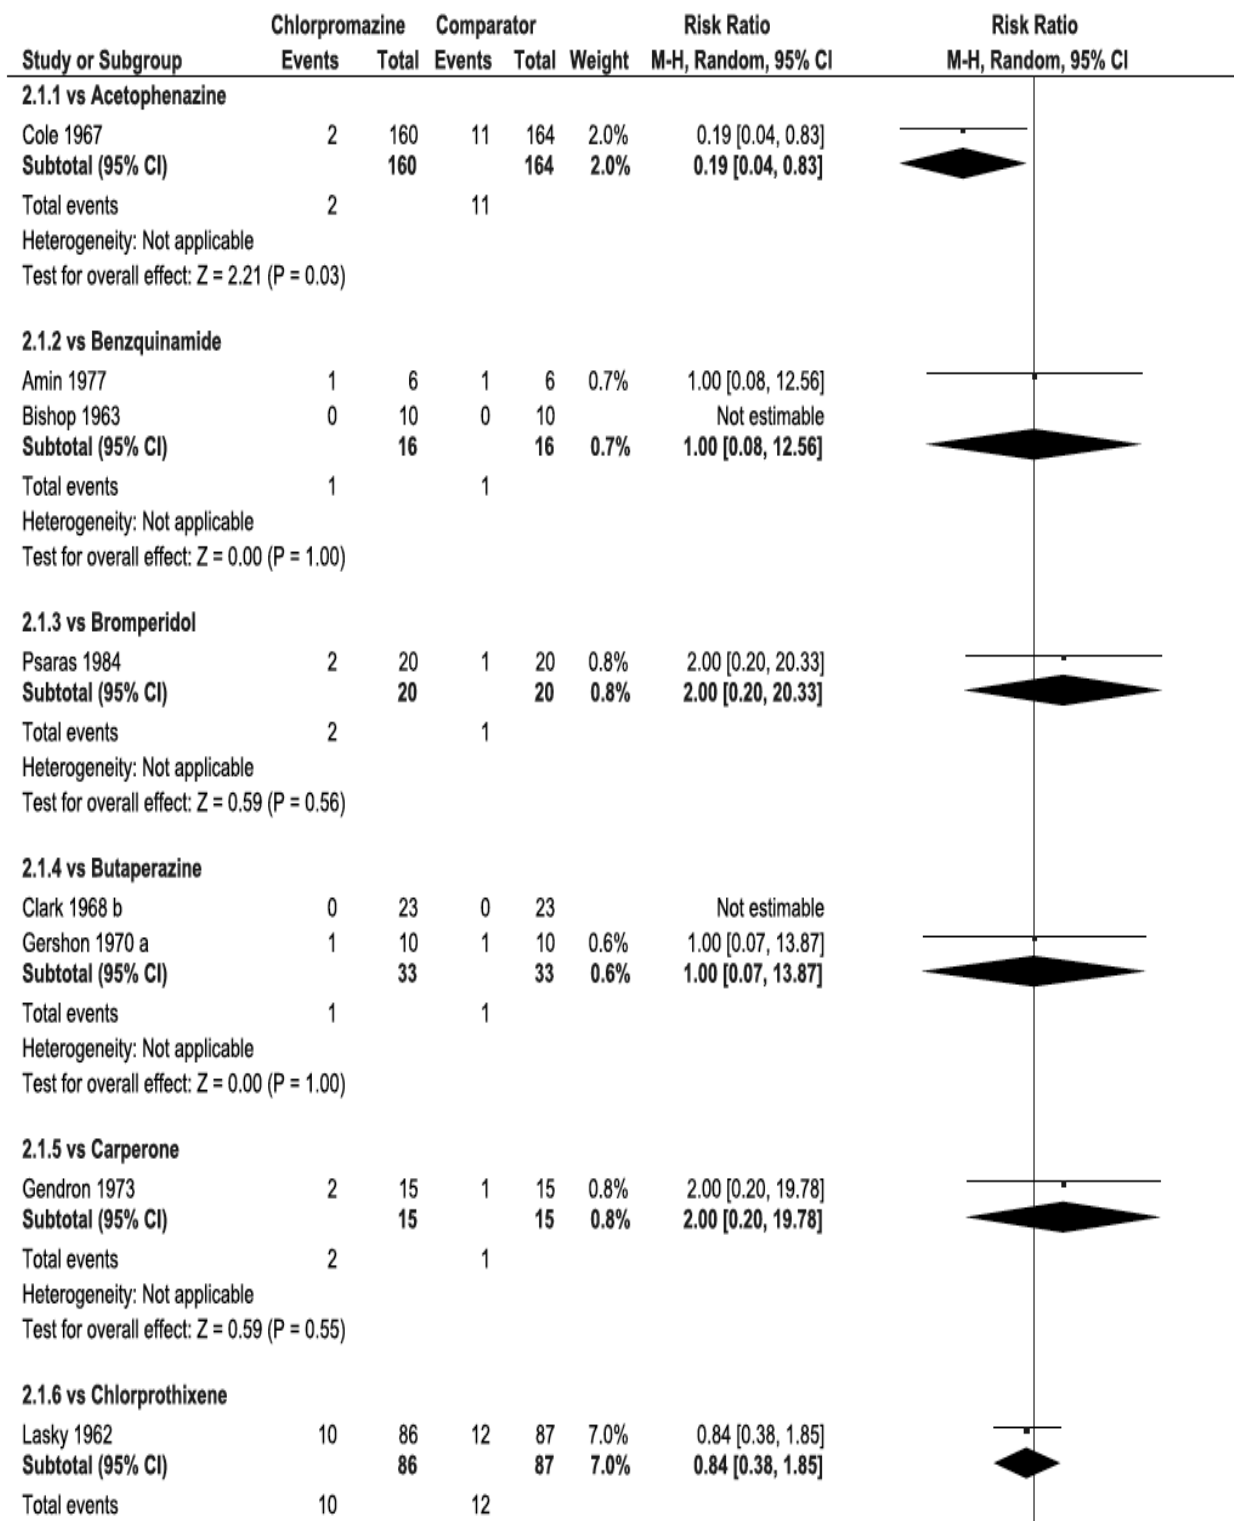 Chlorpromazine Comparator Risk Ratio Risk Ratio
Study or Subgroup Events Total Events Total Weight M-H, Random, 95% CI M-H, Random, 95% CI
2.1.1 vs Acetophenazine
Cole 1967 2 160 11 164 2.0% 0.19 [0.04, 0.83]
Subtotal (95% CI) 160 164 2.0% 0.19 [0.04, 0.83]
Total events 2 11
Heterogeneity: Not applicable
Test for overall effect: Z = 2.21 (P = 0.03)
2.1.2 vs Benzquinamide
Amin 1977 1 6 1 6 0.7% 1.00 [0.08, 12.56]
Bishop 1963 0 10 0 10 Not estimable
Subtotal (95% CI) 16 16 0.7% 1.00 [0.08, 12.56]
Total events 1 1
Heterogeneity: Not applicable
Test for overall effect: Z = 0.00 (P = 1.00)
2.1.3 vs Bromperidol
Psaras 1984 2 20 1 20 0.8% 2.00 [0.20, 20.33]
Subtotal (95% CI) 20 20 0.8% 2.00 [0.20, 20.33]
Total events 2 1
Heterogeneity: Not applicable
Test for overall effect: Z = 0.59 (P = 0.56)
2.1.4 vs Butaperazine
Clark 1968 b 0 23 0 23 Not estimable
Gershon 1970 a 1 10 1 10 0.6% 1.00 [0.07, 13.87]
Subtotal (95% CI) 33 33 0.6% 1.00 [0.07, 13.87]
Total events 1 1
Heterogeneity: Not applicable
Test for overall effect: Z = 0.00 (P = 1.00)
2.1.5 vs Carperone
Gendron 1973 2 15 1 15 0.8% 2.00 [0.20, 19.78]
Subtotal (95% CI) 15 15 0.8% 2.00 [0.20, 19.78]
Total events 2 1
Heterogeneity: Not applicable
Test for overall effect: Z = 0.59 (P = 0.55)
2.1.6 vs Chlorprothixene
Lasky 1962 10 86 12 87 7.0% 0.84 [0.38, 1.85]
Subtotal (95% CI) 86 87 7.0% 0.84 [0.38, 1.85]
Total events 10 12